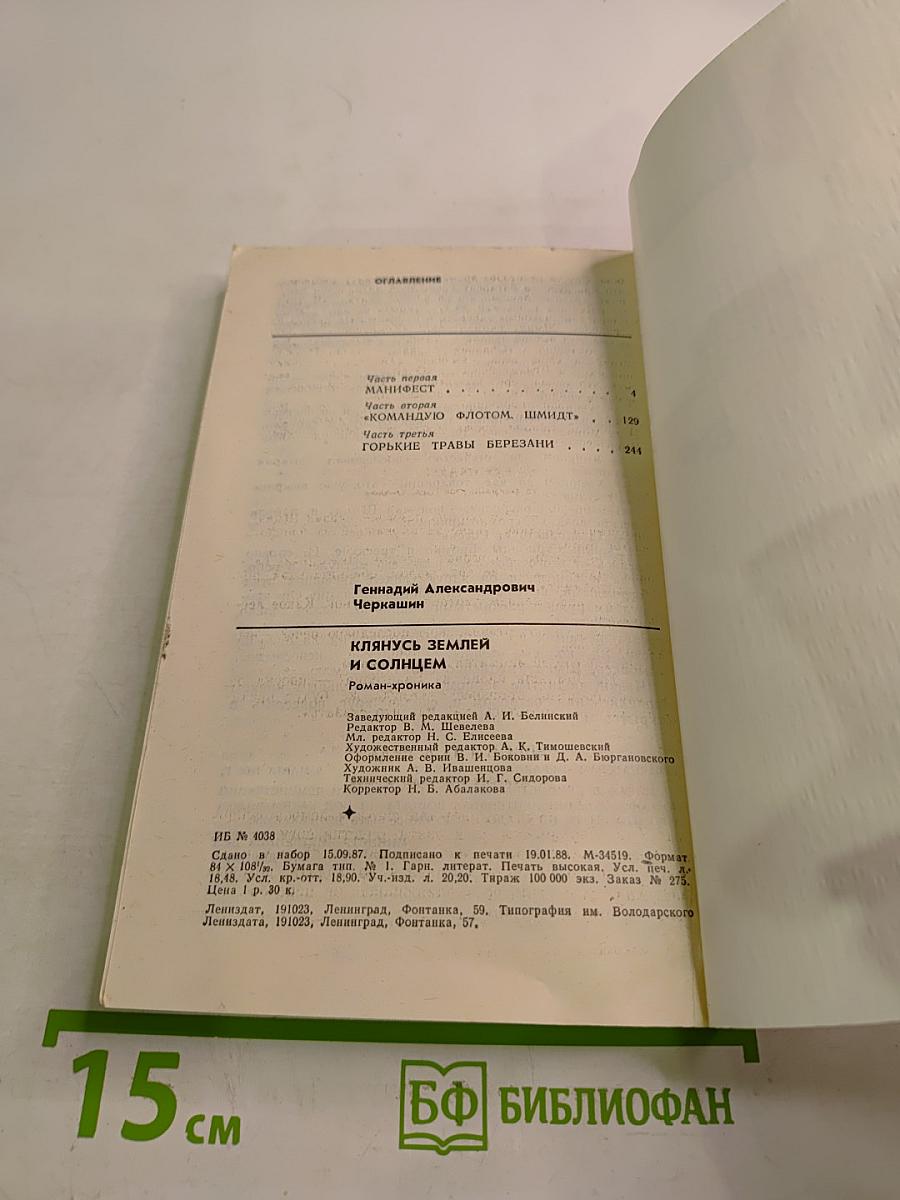 ОГЛАВЛЕНИЕ
Часть первая
МАНИФЕСТ . . . . . . . . . . . . . 4
Часть вторая
«КОМАНДУЮ ФЛОТОМ. ШМИДТ» . . 129
Часть третья
ГОРЬКИЕ ТРАВЫ БЕРЕЗАНИ . . . . 244
Геннадий Александрович
Черкашин
КЛЯНУСЬ ЗЕМЛЕЙ
И СОЛНЦЕМ
Роман-хроника
Заведующий редакцией А. И. Белинский
Редактор В. М. Шевелева
Мл. редактор Н. С. Елисеева
Художественный редактор А. К. Тимошевский
Оформление серии В. И. Боковни и Д. А. Бюргановского
Художник А. В. Ивашенцова
Технический редактор И. Г. Сидорова
Корректор Н. Б. Абалакова
ИБ № 4038
Сдано в набор 15.09.87. Подписано к печати 19.01.88. М-34519. Формат
84 × 108¹/₃₂. Бумага тип. № 1. Гарн. литерат. Печать высокая. Усл. печ. л.
18,48. Усл. кр.-отт. 18,90. Уч.-изд. л. 20,20. Тираж 100 000 экз. Заказ № 275.
Цена 1 р. 30 к.
Лениздат, 191023, Ленинград, Фонтанка, 59. Типография им. Володарского
Лениздата, 191023, Ленинград, Фонтанка, 57.
15 см
БФ БИБЛИОФАН